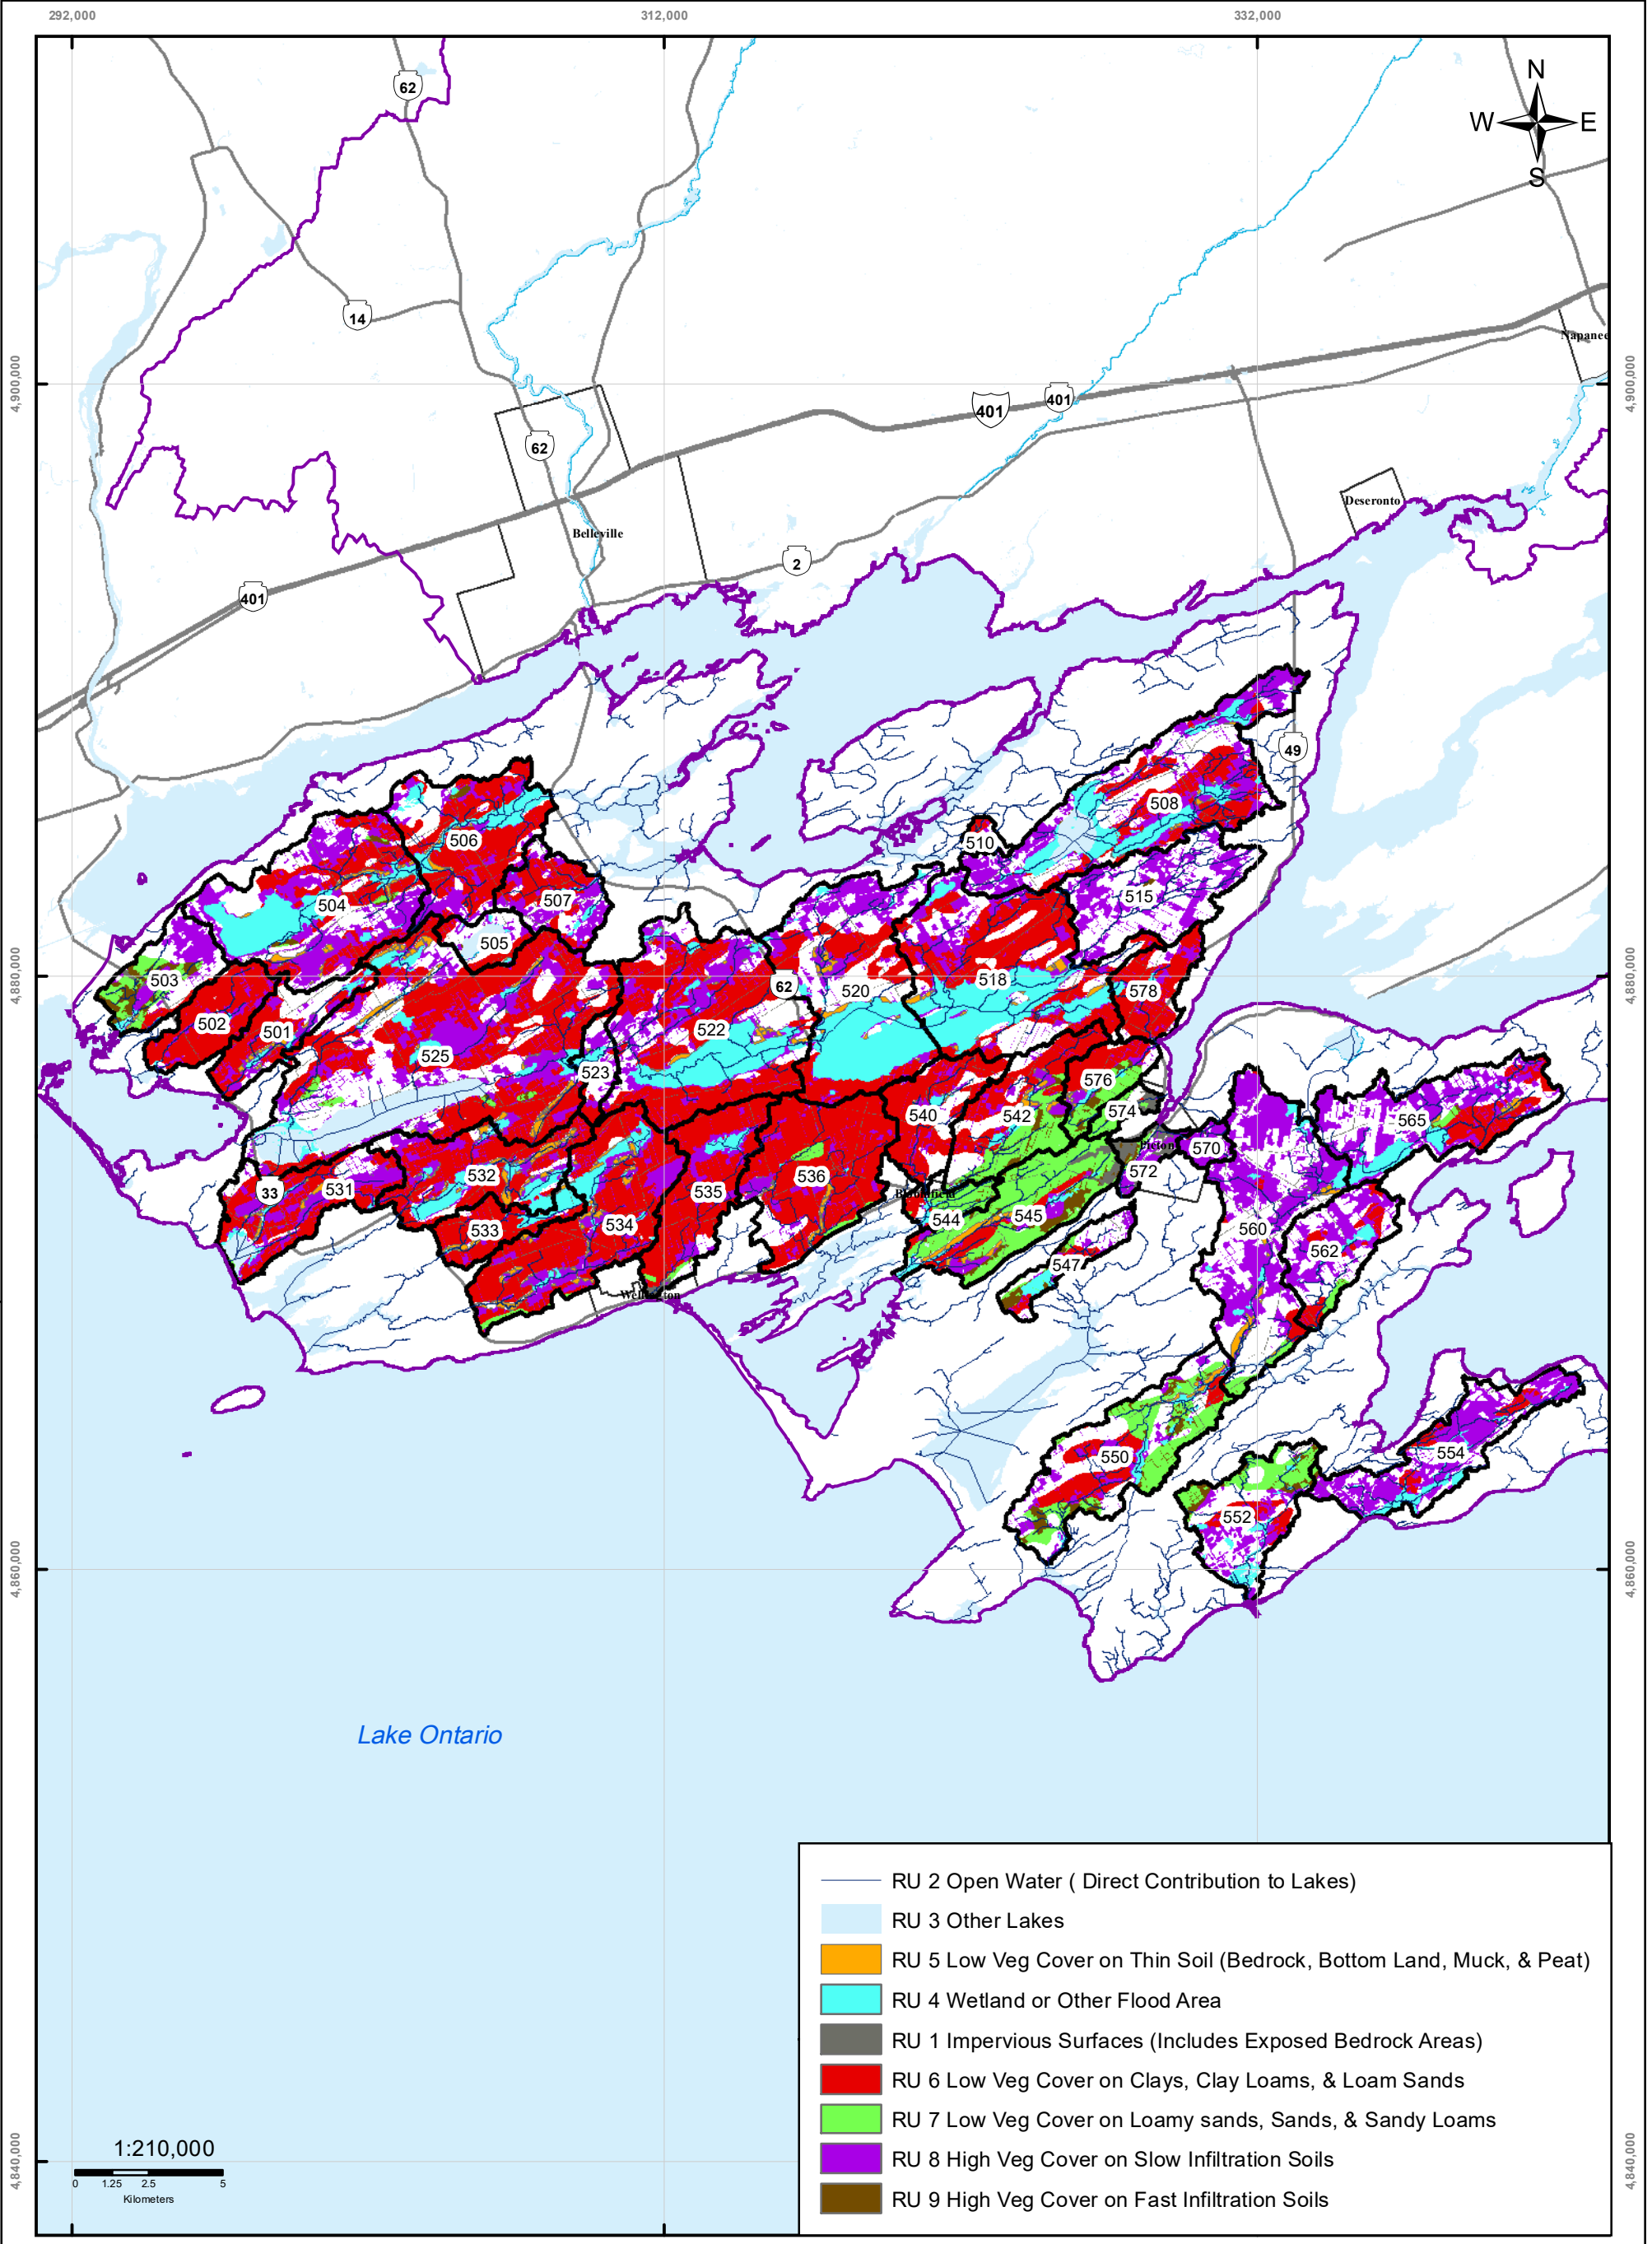 292,000
312,000
332,000
N
W
E
S
62
14
Napanee
4,900,000
4,900,000
401
401
62
Deseronto
Belleville
2
401
49
508
510
506
515
504
507
505
503
518
4,880,000
4,880,000
62
520
578
502
501
522
525
523
576
540
542
574
565
Picton
570
572
532
536
33
531
535
Bloomfield
544
545
533
534
560
562
547
Wellington
554
550
552
4,860,000
4,860,000
Lake Ontario
RU 2 Open Water ( Direct Contribution to Lakes)
RU 3 Other Lakes
RU 5 Low Veg Cover on Thin Soil (Bedrock, Bottom Land, Muck, & Peat)
RU 4 Wetland or Other Flood Area
RU 1 Impervious Surfaces (Includes Exposed Bedrock Areas)
RU 6 Low Veg Cover on Clays, Clay Loams, & Loam Sands
RU 7 Low Veg Cover on Loamy sands, Sands, & Sandy Loams
RU 8 High Veg Cover on Slow Infiltration Soils
RU 9 High Veg Cover on Fast Infiltration Soils
4,840,000
4,840,000
1:210,000
0 1.25 2.5 5
Kilometers